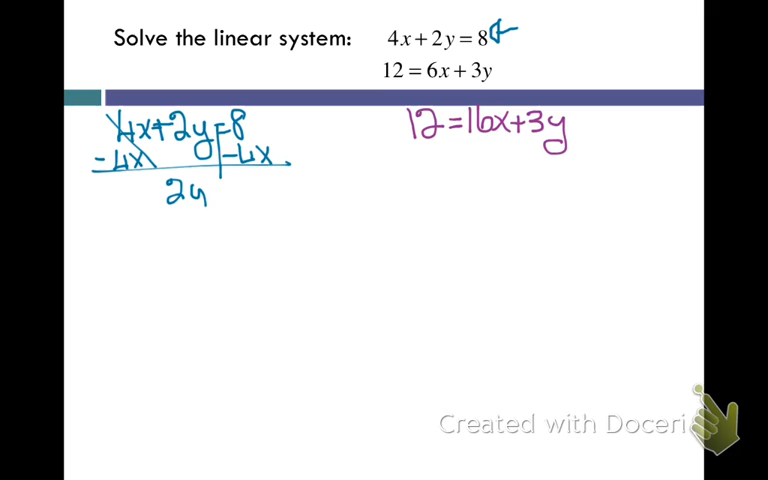 Solve the linear system: 4x + 2y = 8
12 = 6x + 3y
4x+2y=8
-4x -4x
2y
12=16x+3y
Created with Doceri